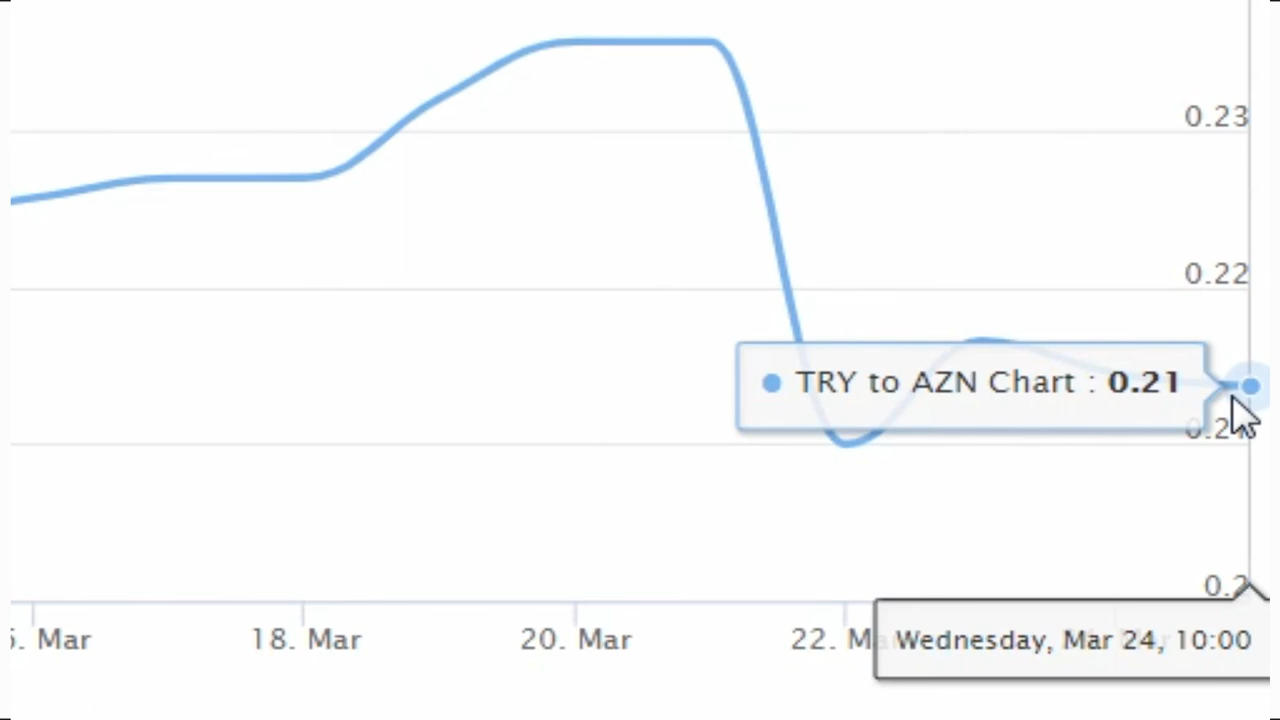 0.23
0.22
TRY to AZN Chart : 0.21
0.2
. Mar
18. Mar
20. Mar
22. M
Wednesday, Mar 24, 10:00